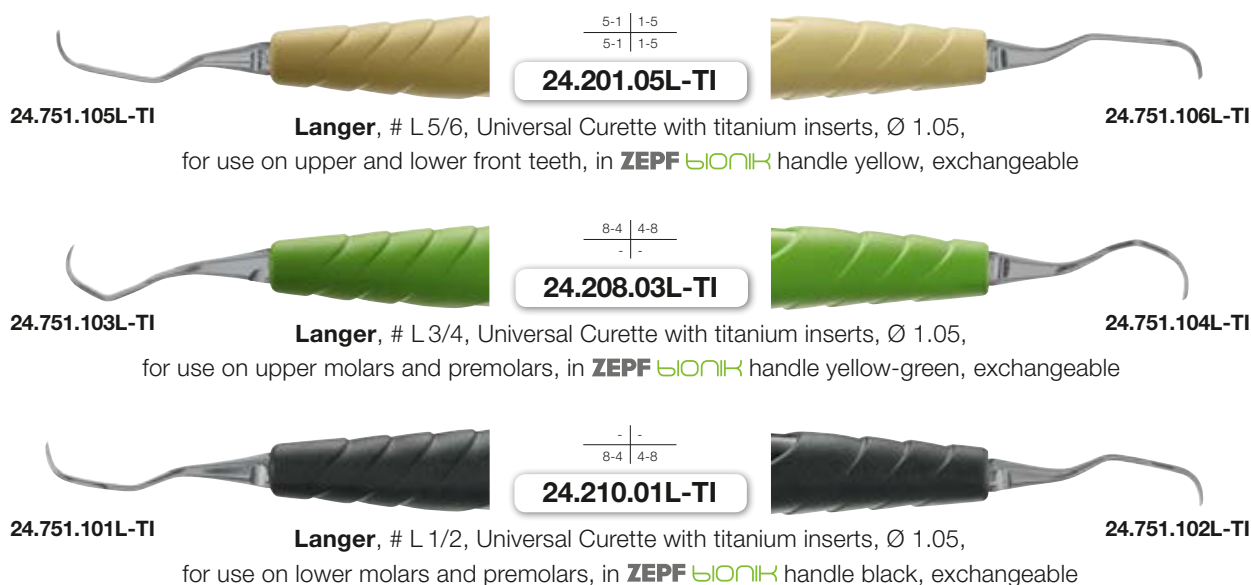 5-1 | 1-5
5-1 | 1-5
24.201.05L-TI
24.751.105L-TI
24.751.106L-TI
Langer, # L 5/6, Universal Curette with titanium inserts, Ø 1.05,
for use on upper and lower front teeth, in ZEPF bionik handle yellow, exchangeable
8-4 | 4-8
- | -
24.208.03L-TI
24.751.103L-TI
24.751.104L-TI
Langer, # L 3/4, Universal Curette with titanium inserts, Ø 1.05,
for use on upper molars and premolars, in ZEPF bionik handle yellow-green, exchangeable
- | -
8-4 | 4-8
24.210.01L-TI
24.751.101L-TI
24.751.102L-TI
Langer, # L 1/2, Universal Curette with titanium inserts, Ø 1.05,
for use on lower molars and premolars, in ZEPF bionik handle black, exchangeable